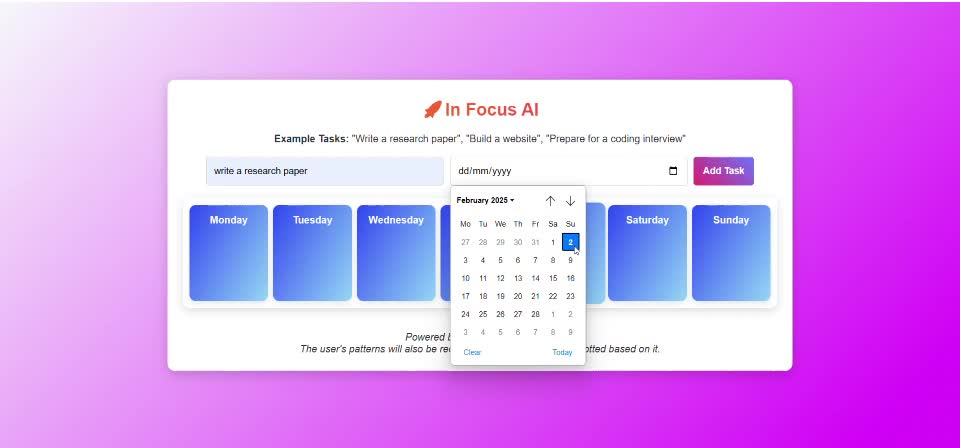 In Focus AI
Example Tasks: "Write a research paper", "Build a website", "Prepare for a coding interview"
write a research paper
dd/mm/yyyy
Add Task
February 2025
Mo Tu We Th Fr Sa Su
27 28 29 30 31 1 2
3 4 5 6 7 8 9
10 11 12 13 14 15 16
17 18 19 20 21 22 23
24 25 26 27 28 1 2
3 4 5 6 7 8 9
Clear Today
Monday Tuesday Wednesday Saturday Sunday
Powered
The user's patterns will also be based on it.